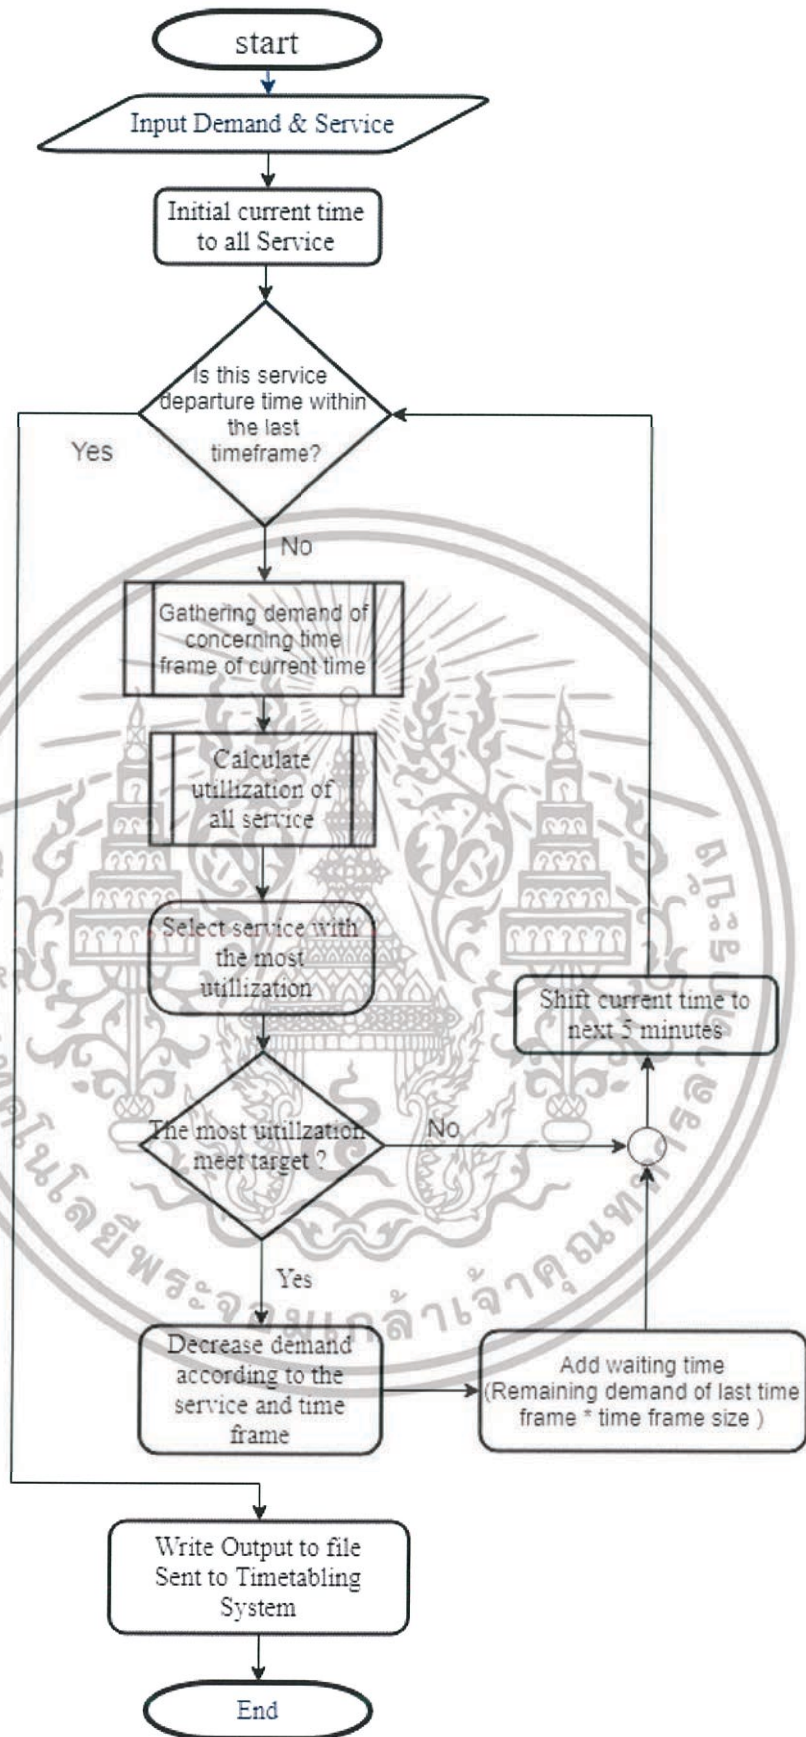 start
Input Demand & Service
Initial current time
to all Service
Is this service
departure time within
the last
timeframe?
Yes
No
Gathering demand of
concerning time
frame of current time
Calculate
utillization of
all service
Select service with
the most
utillization
Shift current time to
next 5 minutes
The most uitillzation
meet target ?
No
Yes
Decrease demand
according to the
service and time
frame
Add waiting time
(Remaining demand of last time
frame * time frame size )
Write Output to file
Sent to Timetabling
System
End